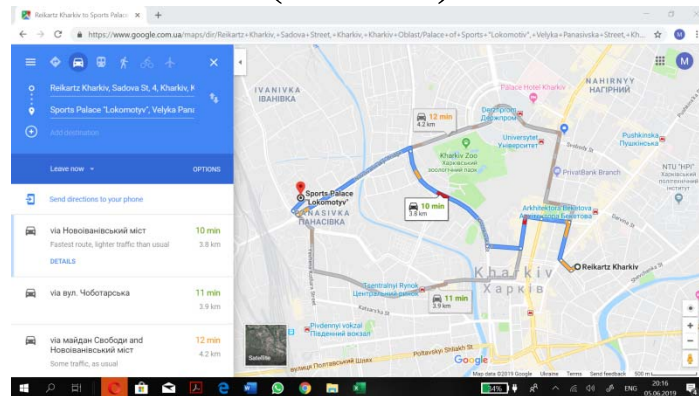 Reikartz Kharkiv to Sports Palac
https://www.google.com.ua/maps/dir/Reikartz+Kharkiv,+Sadova+Street,+Kharkiv,+Kharkiv+Oblast/Palace+of+Sports+"Lokomotiv",+Velyka+Panasivska+Street,+Kh...
M
Reikartz Kharkiv, Sadova St, 4, Kharkiv, K
Sports Palace "Lokomotyv", Velyka Pana
Add destination
Leave now
OPTIONS
Send directions to your phone
via Новоіванівський міст
10 min
Fastest route, lighter traffic than usual
3.8 km
DETAILS
via вул. Чоботарська
11 min
3.9 km
via майдан Свободи and
Новоіванівський міст
12 min
4.2 km
Some traffic, as usual
IVANIVKA
ІВАНІВКА
Palace Hotel Kharkiv
NAHIRNYY
НАГІРНИЙ
12 min
4.2 km
Derzhprom
Держпром
Universytet
Університет
Pushkinska
Пушкінська
Kharkiv Zoo
Харківський
зоологічний парк
PrivatBank Branch
NTU "HPI"
Sports Palace
"Lokomotyv"
PANASIVKA
ПАНАСІВКА
10 min
3.8 km
Arkhitektora Beketova
Архітектора Бекетова
Reikartz Kharkiv
Kharkiv
Харків
Tsentralnyi Rynok
Центральний ринок
11 min
3.9 km
Pivdennyi vokzal
Південний вокзал
Poltavskyi Shliakh St
вулиця Полтавський Шлях
Satellite
Google
Map data ©2019 Google Ukraine Terms Send feedback 500 m
34%
ENG
20:16
05.06.2019